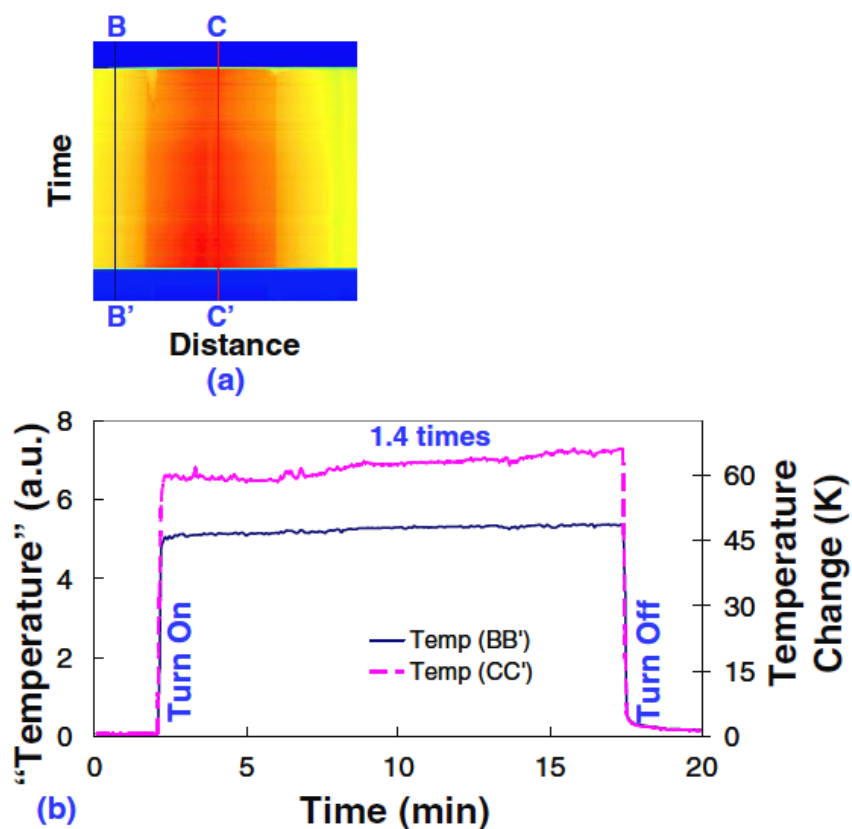 B C
Time
B’ C’
Distance
(a)
“Temperature” (a.u.)
8
6
4
2
0
1.4 times
Turn On
Temp (BB')
Temp (CC')
Turn Off
60
45
30
15
0
Temperature
Change (K)
0 5 10 15 20
(b) Time (min)